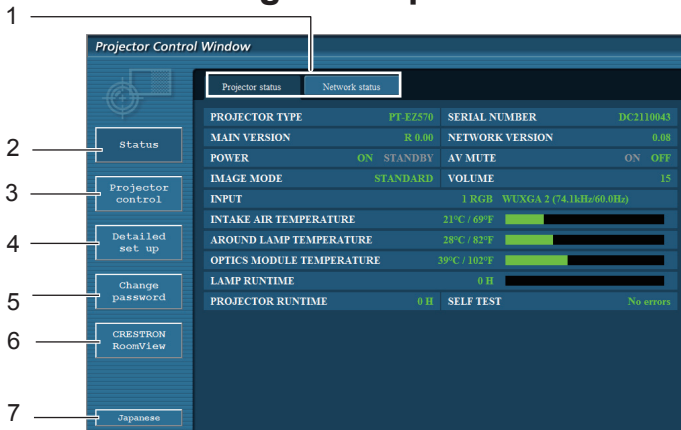 1
Projector Control Window
Projector status Network status
PROJECTOR TYPE PT-EZ570 SERIAL NUMBER DC2110043
MAIN VERSION R 0.00 NETWORK VERSION 0.08
POWER ON STANDBY AV MUTE ON OFF
IMAGE MODE STANDARD VOLUME 15
INPUT 1 RGB WUXGA 2 (74.1kHz/60.0Hz)
INTAKE AIR TEMPERATURE 21°C / 69°F
AROUND LAMP TEMPERATURE 28°C / 82°F
OPTICS MODULE TEMPERATURE 39°C / 102°F
LAMP RUNTIME 0 H
PROJECTOR RUNTIME 0 H SELF TEST No errors
2
Status
3
Projector
control
4
Detailed
set up
5
Change
password
6
CRESTRON
RoomView
7
Japanese